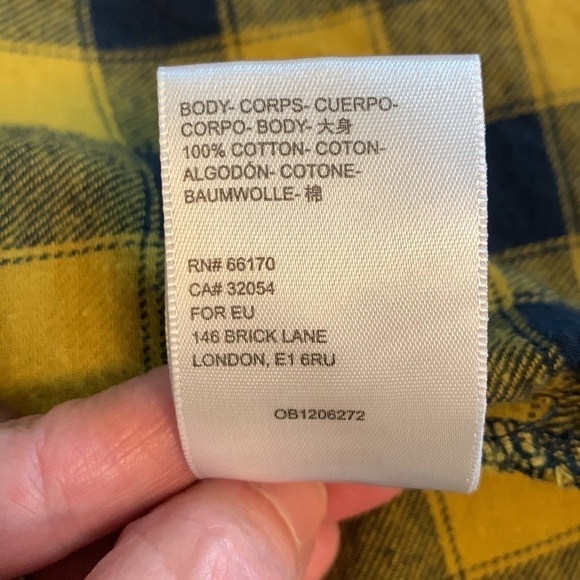 BODY- CORPS- CUERPO-
CORPO- BODY- 大身
100% COTTON- COTON-
ALGODÓN- COTONE-
BAUMWOLLE- 棉
RN# 66170
CA# 32054
FOR EU
146 BRICK LANE
LONDON, E1 6RU
OB1206272